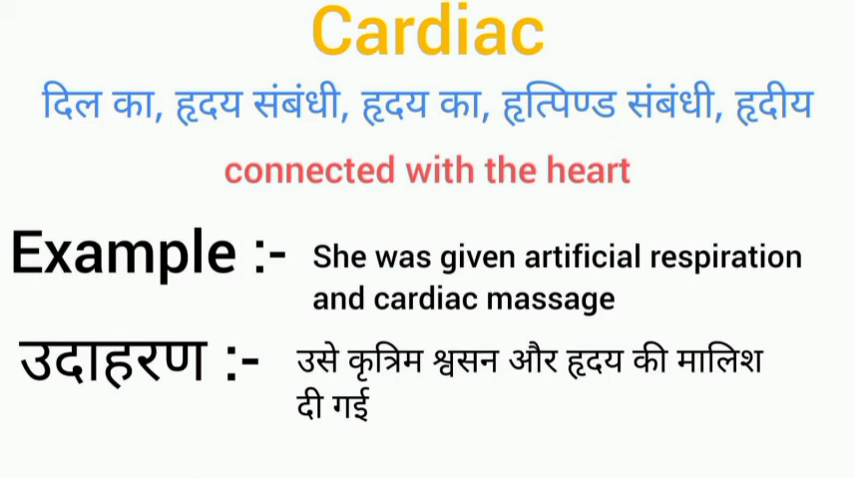 Cardiac
दिल का, हृदय संबंधी, हृदय का, हृत्पिण्ड संबंधी, हृदीय
connected with the heart
Example :- She was given artificial respiration
and cardiac massage
उदाहरण :- उसे कृत्रिम श्वसन और हृदय की मालिश
दी गई